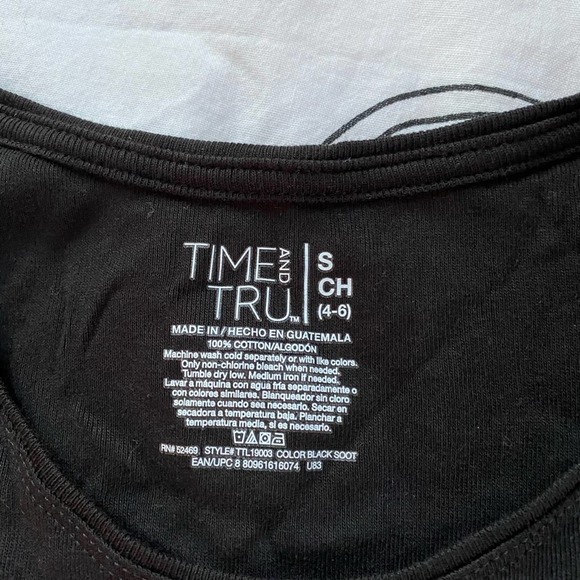 TIME AND
TRU™
S
CH
(4-6)
MADE IN / HECHO EN GUATEMALA
100% COTTON/ALGODÓN
Machine wash cold separately or with like colors.
Only non-chlorine bleach when needed.
Tumble dry low. Medium iron if needed.
Lavar a máquina con agua fría separadamente o
con colores similares. Blanqueador sin cloro
solamente cuando sea necesario. Secar en
secadora a temperatura baja. Planchar a
temperatura media, si es necesario.
RN# 52469 STYLE# TTL19003 COLOR BLACK SOOT
EAN/UPC 8 80961616074 U83